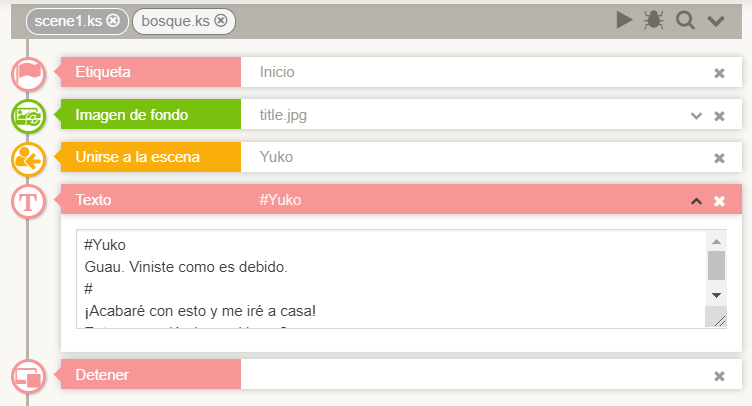 scene1.ks bosque.ks
Etiqueta Inicio
Imagen de fondo title.jpg
Unirse a la escena Yuko
T Texto #Yuko
#Yuko
Guau. Viniste como es debido.
#
¡Acabaré con esto y me iré a casa!
Detener